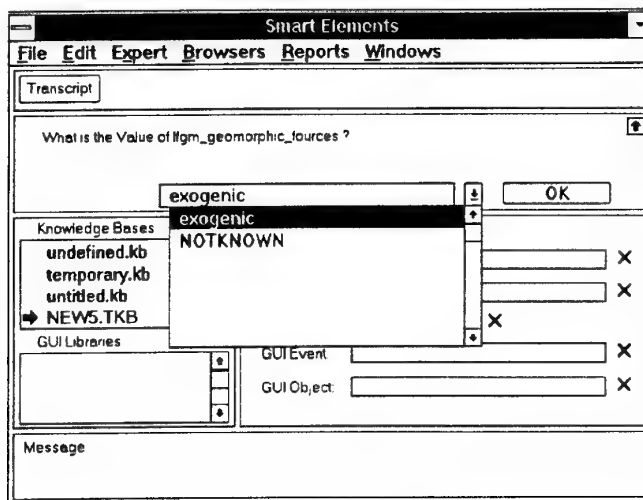 Smart Elements
File Edit Expert Browsers Reports Windows
Transcript
What is the Value of lfgm_geomorphic_fources ?
exogenic OK
exogenic
NOTKNOWN
Knowledge Bases
undefined.kb
temporary.kb
untitled.kb
NEW5.TKB
GUI Libraries
GUI Event
GUI Object:
Message